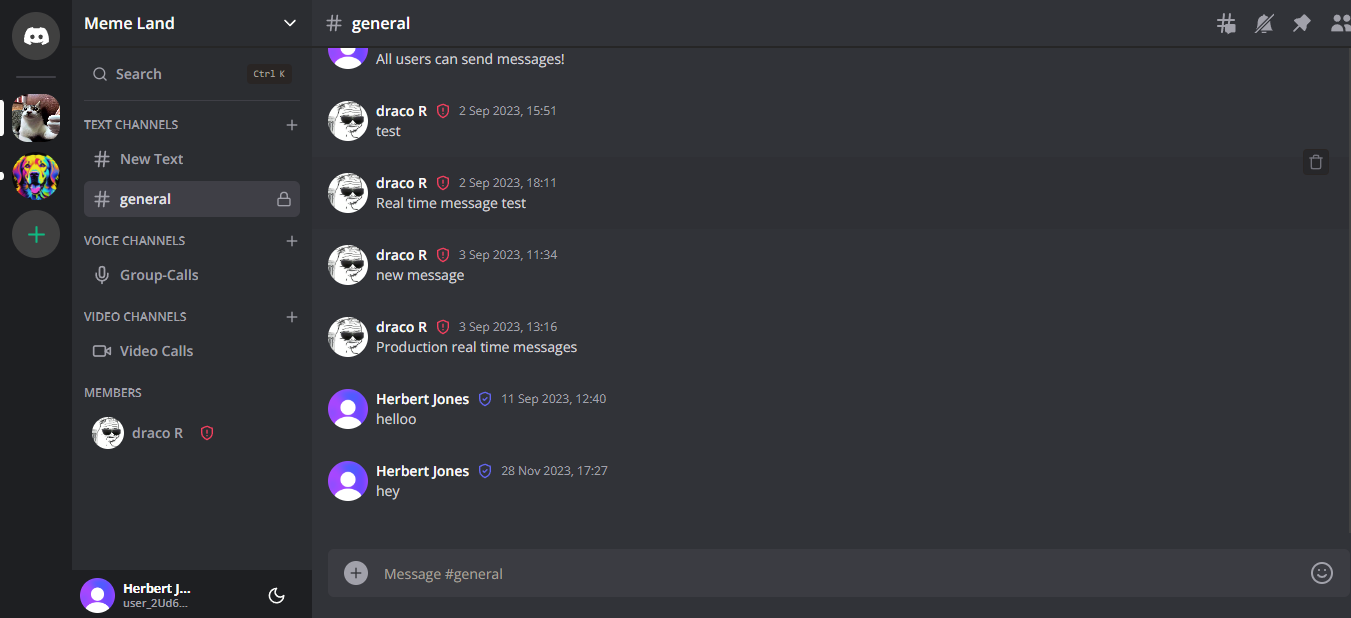 Meme Land
Search
Ctrl K
TEXT CHANNELS
New Text
general
VOICE CHANNELS
Group-Calls
VIDEO CHANNELS
Video Calls
MEMBERS
draco R
Herbert J...
user_2Ud6...
# general
All users can send messages!
draco R 2 Sep 2023, 15:51
test
draco R 2 Sep 2023, 18:11
Real time message test
draco R 3 Sep 2023, 11:34
new message
draco R 3 Sep 2023, 13:16
Production real time messages
Herbert Jones 11 Sep 2023, 12:40
helloo
Herbert Jones 28 Nov 2023, 17:27
hey
Message #general